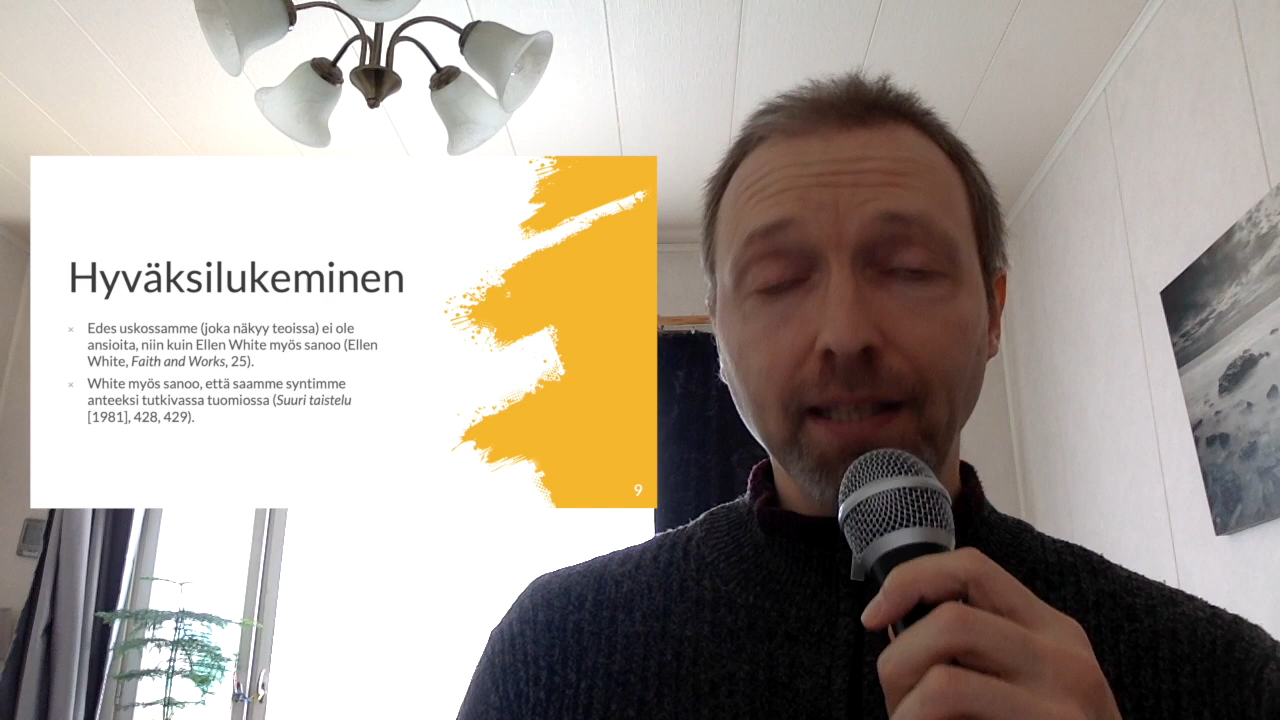 Hyväksilukeminen
× Edes uskossamme (joka näkyy teoissa) ei ole
ansioita, niin kuin Ellen White myös sanoo (Ellen
White, Faith and Works, 25).
× White myös sanoo, että saamme syntimme
anteeksi tutkivassa tuomiossa (Suuri taistelu
[1981], 428, 429).
9